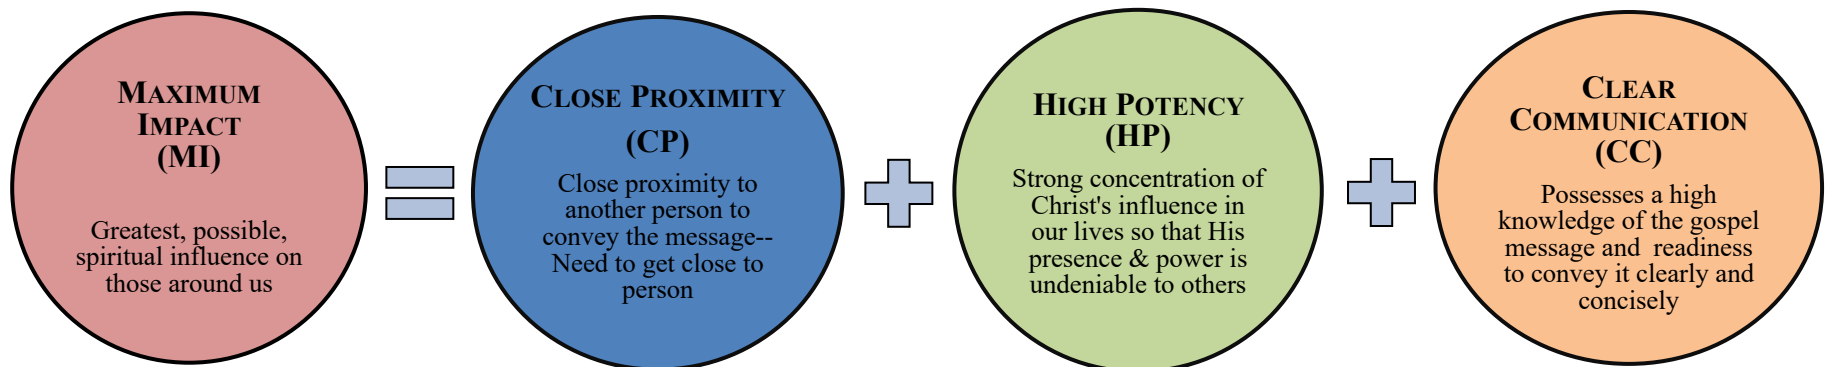 MAXIMUM
IMPACT
(MI)
Greatest, possible,
spiritual influence on
those around us
CLOSE PROXIMITY
(CP)
Close proximity to
another person to
convey the message--
Need to get close to
person
HIGH POTENCY
(HP)
Strong concentration of
Christ's influence in
our lives so that His
presence & power is
undeniable to others
CLEAR
COMMUNICATION
(CC)
Possesses a high
knowledge of the gospel
message and  readiness
to convey it clearly and
concisely